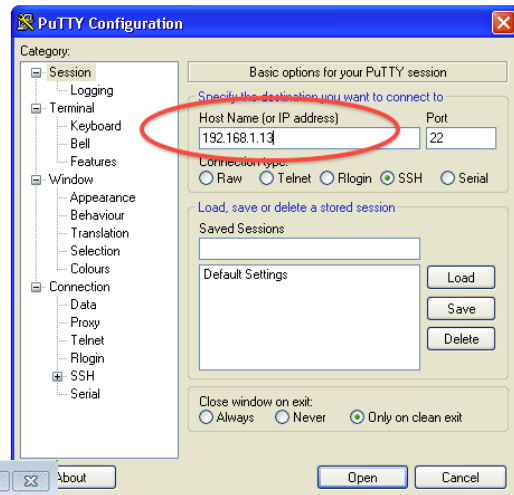 PuTTY Configuration
Category:
Session
Logging
Terminal
Keyboard
Bell
Features
Window
Appearance
Behaviour
Translation
Selection
Colours
Connection
Data
Proxy
Telnet
Rlogin
SSH
Serial
Basic options for your PuTTY session
Specify the destination you want to connect to
Host Name (or IP address) Port
192.168.1.13 22
Connection type:
Raw Telnet Rlogin SSH Serial
Load, save or delete a stored session
Saved Sessions
Default Settings
Load
Save
Delete
Close window on exit:
Always Never Only on clean exit
About Open Cancel